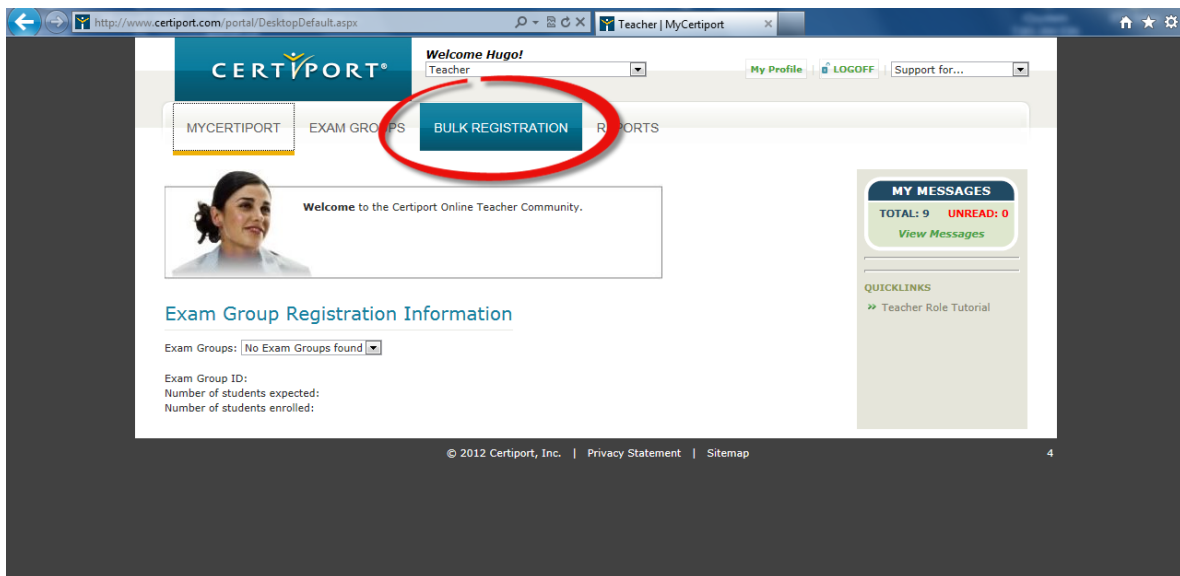 http://www.certiport.com/portal/DesktopDefault.aspx
Teacher | MyCertiport
CERTIPORT®
Welcome Hugo!
Teacher
My Profile
LOGOFF
Support for...
MYCERTIPORT
EXAM GROUPS
BULK REGISTRATION
REPORTS
Welcome to the Certiport Online Teacher Community.
MY MESSAGES
TOTAL: 9 UNREAD: 0
View Messages
QUICKLINKS
» Teacher Role Tutorial
Exam Group Registration Information
Exam Groups: No Exam Groups found
Exam Group ID:
Number of students expected:
Number of students enrolled:
© 2012 Certiport, Inc. | Privacy Statement | Sitemap
4